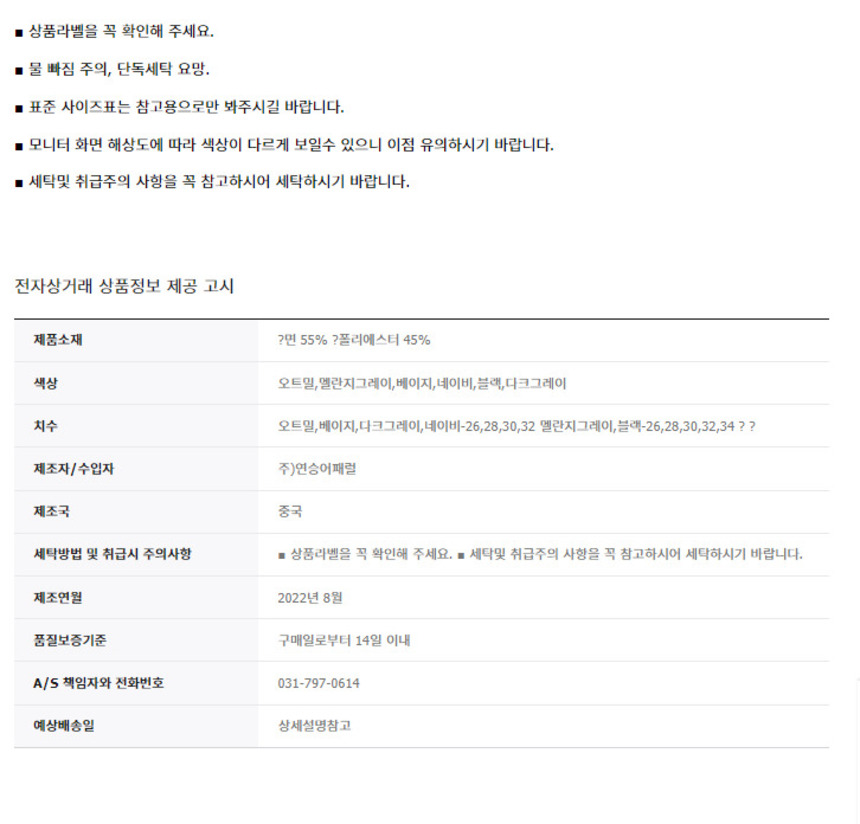 ■ 상품라벨을 꼭 확인해 주세요.
■ 물 빠짐 주의, 단독세탁 요망.
■ 표준 사이즈표는 참고용으로만 봐주시길 바랍니다.
■ 모니터 화면 해상도에 따라 색상이 다르게 보일수 있으니 이점 유의하시기 바랍니다.
■ 세탁및 취급주의 사항을 꼭 참고하시어 세탁하시기 바랍니다.
전자상거래 상품정보 제공 고시
제품소재 ?면 55% ?폴리에스터 45%
색상 오트밀,멜란지그레이,베이지,네이비,블랙,다크그레이
치수 오트밀,베이지,다크그레이,네이비-26,28,30,32 멜란지그레이,블랙-26,28,30,32,34 ? ?
제조자/수입자 주)연승어패럴
제조국 중국
세탁방법 및 취급시 주의사항 ■ 상품라벨을 꼭 확인해 주세요. ■ 세탁및 취급주의 사항을 꼭 참고하시어 세탁하시기 바랍니다.
제조연월 2022년 8월
품질보증기준 구매일로부터 14일 이내
A/S 책임자와 전화번호 031-797-0614
예상배송일 상세설명참고